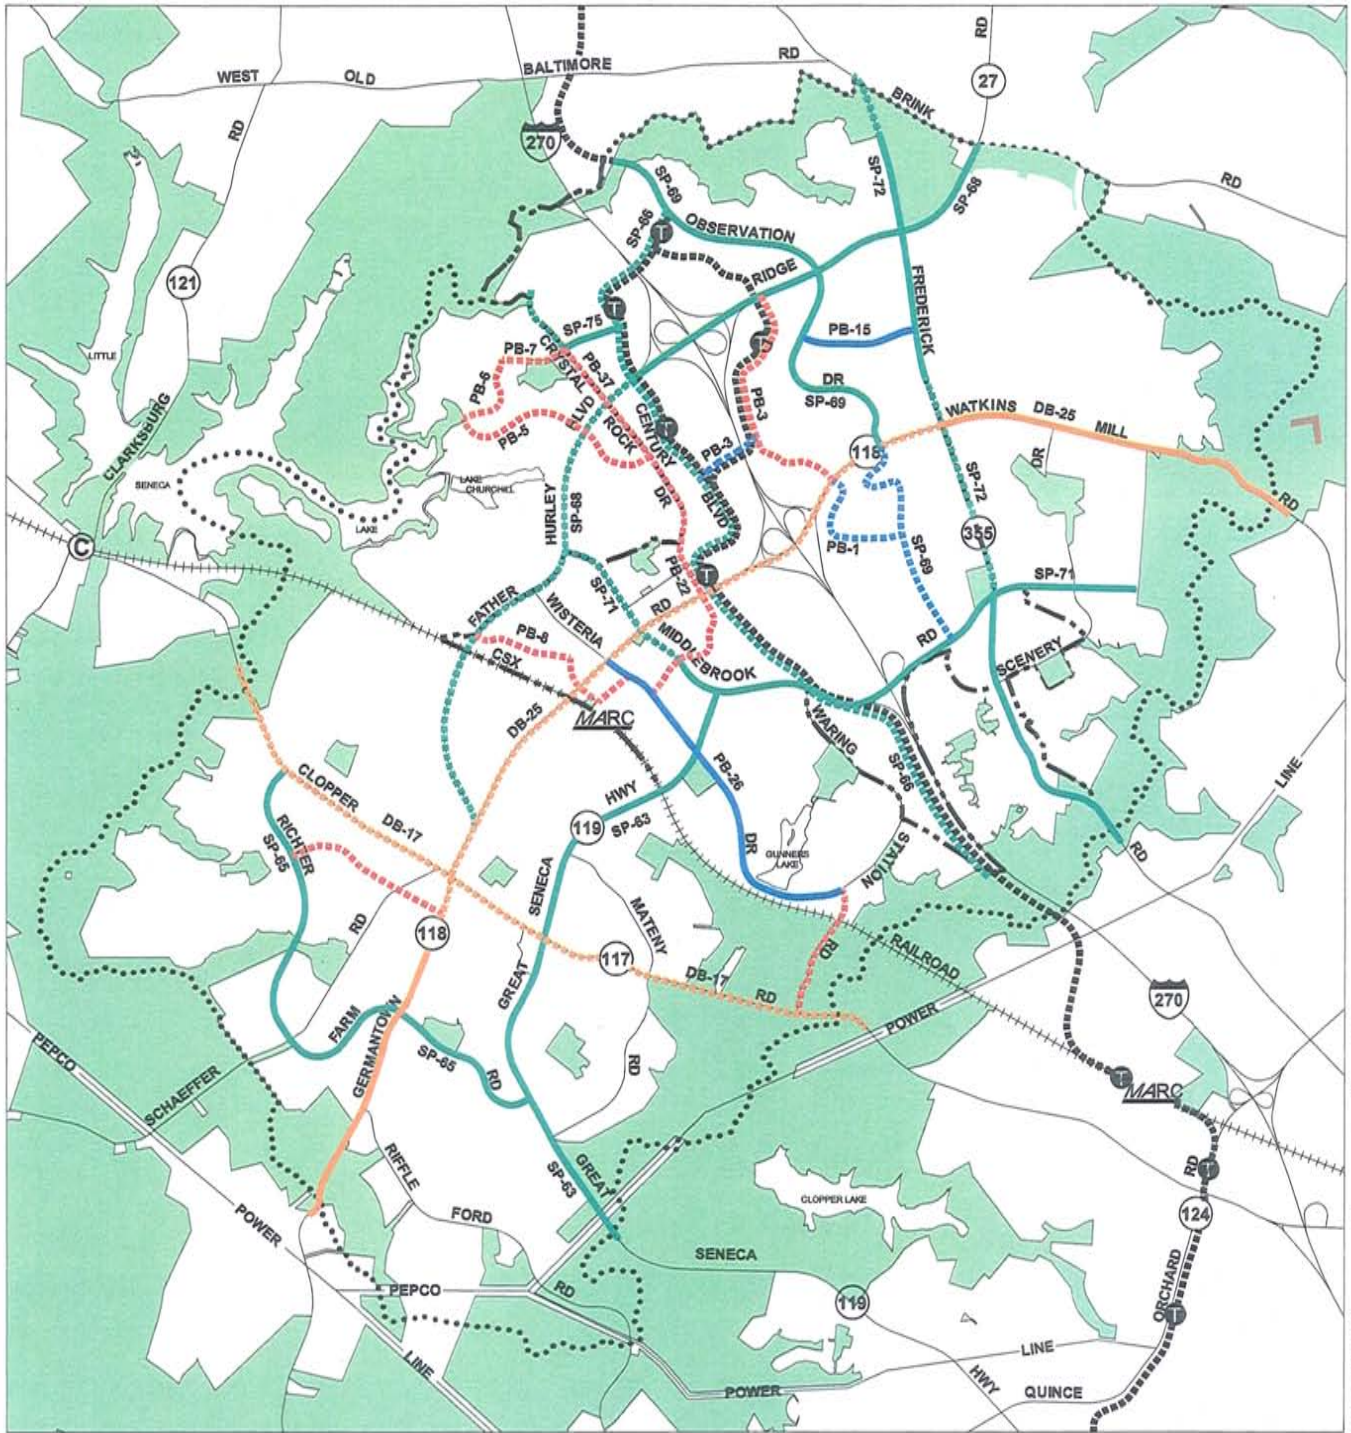 RD
WEST
OLD
BALTIMORE
RD
27
BRINK
270
RD
RD
SP-72
SP-69
SP-68
SP-66
T
OBSERVATION
121
RIDGE
FREDERICK
T
SP-75
PB-15
LITTLE
PB-7
CRYSTAL
PB-37
T
PB-6
DR
SP-69
PB-3
WATKINS
DB-25
MILL
CLARKSBURG
PB-5
BLVD
ROCK
CENTURY
T
118
DR
PB-3
SP-72
SENECA
LAKE
CHURCHILL
DR
BLVD
RD
LAKE
HURLEY
SP-68
355
C
PB-1
SP-69
PB-22
T
SP-71
SP-71
FATHER
WISTERIA
RD
MIDDLEBROOK
RD
PB-8
CSX
SCENERY
MARC
DB-25
WARING
SP-66
CLOPPER
PB-26
LINE
HWY
SP-63
119
DB-17
RICHTER
SP-65
DR
GUNNERS
LAKE
STATION
RD
SENECA
MATENY
RD
118
117
RD
RAILROAD
DB-17
RD
GREAT
270
POWER
FARM
GERMANTOWN
PEPCO
SP-65
RD
RD
SCHAEFFER
T
MARC
RIFFLE
GREAT
SP-63
RD
T
CLOPPER LAKE
124
POWER
FORD
SENECA
ORCHARD
PEPCO
RD
119
T
LINE
LINE
POWER
HWY
QUINCE